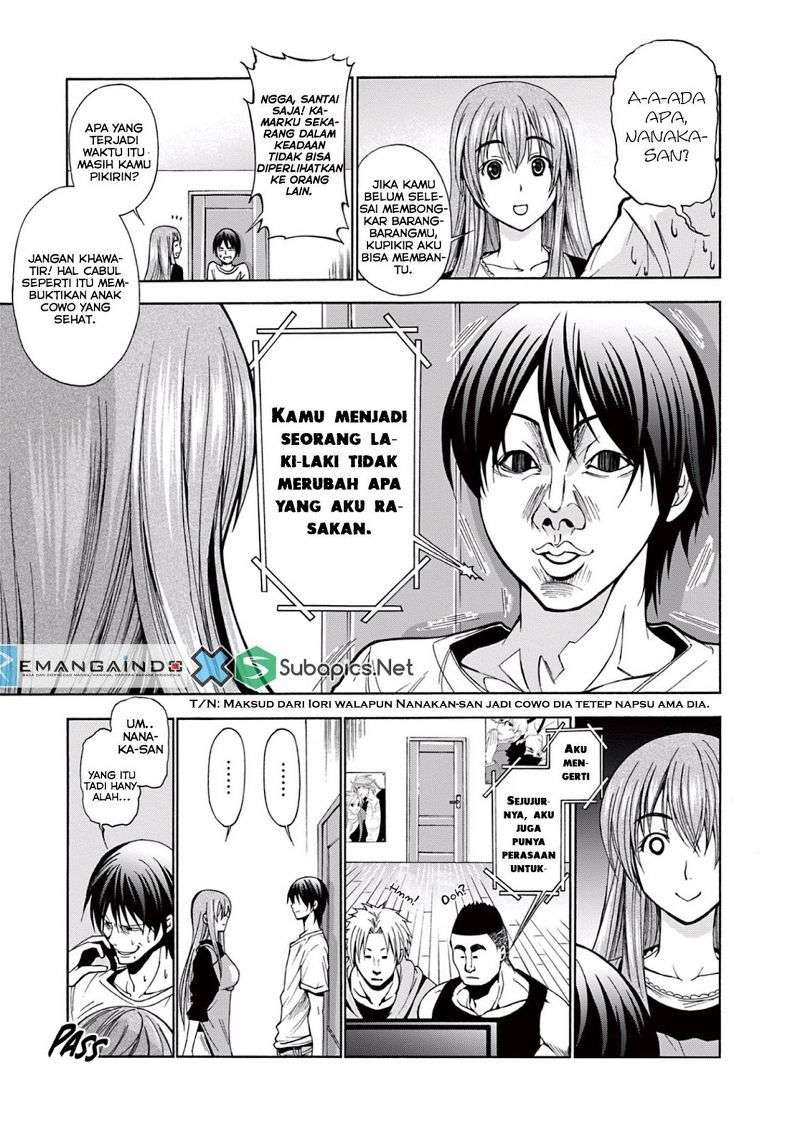 A-A-ADA
APA,
NANAKA-
SAN?
JIKA KAMU
BELUM SELE-
SAI MEMBONG-
KAR BARANG-
BARANGMU,
KUPIKIR AKU
BISA MEMBAN-
TU.
NGGA, SANTAI
SAJA! KA-
MARKU SEKA-
RANG DALAM
KEADAAN
TIDAK BISA
DIPERLIHATKAN
KE ORANG
LAIN.
APA YANG
TERJADI
WAKTU ITU
MASIH KAMU
PIKIRIN?
JANGAN KHAWA-
TIR! HAL CABUL
SEPERTI ITU MEM-
BUKTIKAN ANAK
COWO YANG
SEHAT.
KAMU MENJADI
SEORANG LA-
KI-LAKI TIDAK
MERUBAH APA
YANG AKU RA-
SAKAN.
EMANGAINDO
Subapics.Net
T/N: MAKSUD DARI IORI WALAPUN NANAKAN-SAN JADI COWO DIA TETEP NAPSU AMA DIA.
AKU
MEN-
GERTI
SEJUJUR-
NYA, AKU
JUGA
PUNYA
PERASAAN
UNTUK-
Hmm!
Ooh?
UM..
NANA-
KA-SAN
YANG ITU
TADI HANY
ALAH...
PASS